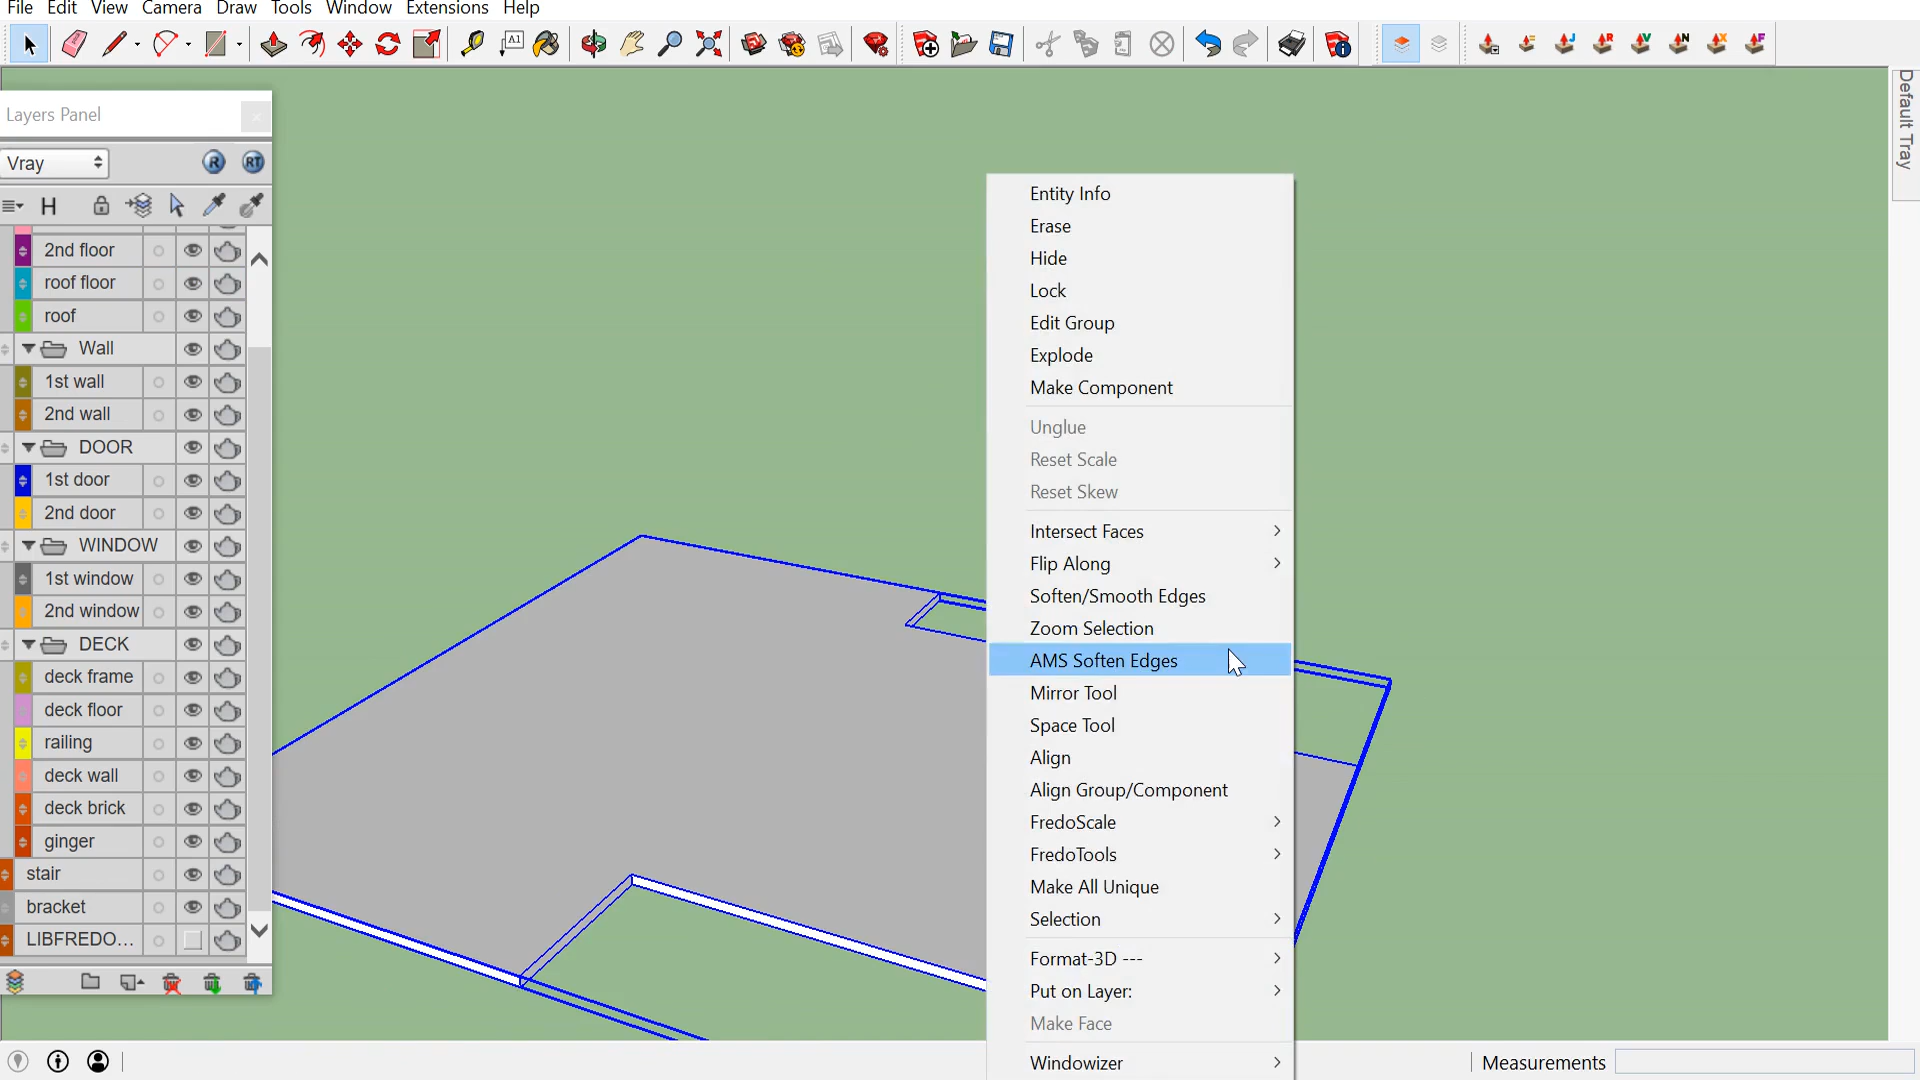 File Edit View Camera Draw Tools Window Extensions Help
A1
Default Tray
Layers Panel
Vray
R RT
H
2nd floor
roof floor
roof
Wall
1st wall
2nd wall
DOOR
1st door
2nd door
WINDOW
1st window
2nd window
DECK
deck frame
deck floor
railing
deck wall
deck brick
ginger
stair
bracket
LIBFREDO...
Entity Info
Erase
Hide
Lock
Edit Group
Explode
Make Component
Unglue
Reset Scale
Reset Skew
Intersect Faces
Flip Along
Soften/Smooth Edges
Zoom Selection
AMS Soften Edges
Mirror Tool
Space Tool
Align
Align Group/Component
FredoScale
FredoTools
Make All Unique
Selection
Format-3D ---
Put on Layer:
Make Face
Windowizer
Measurements